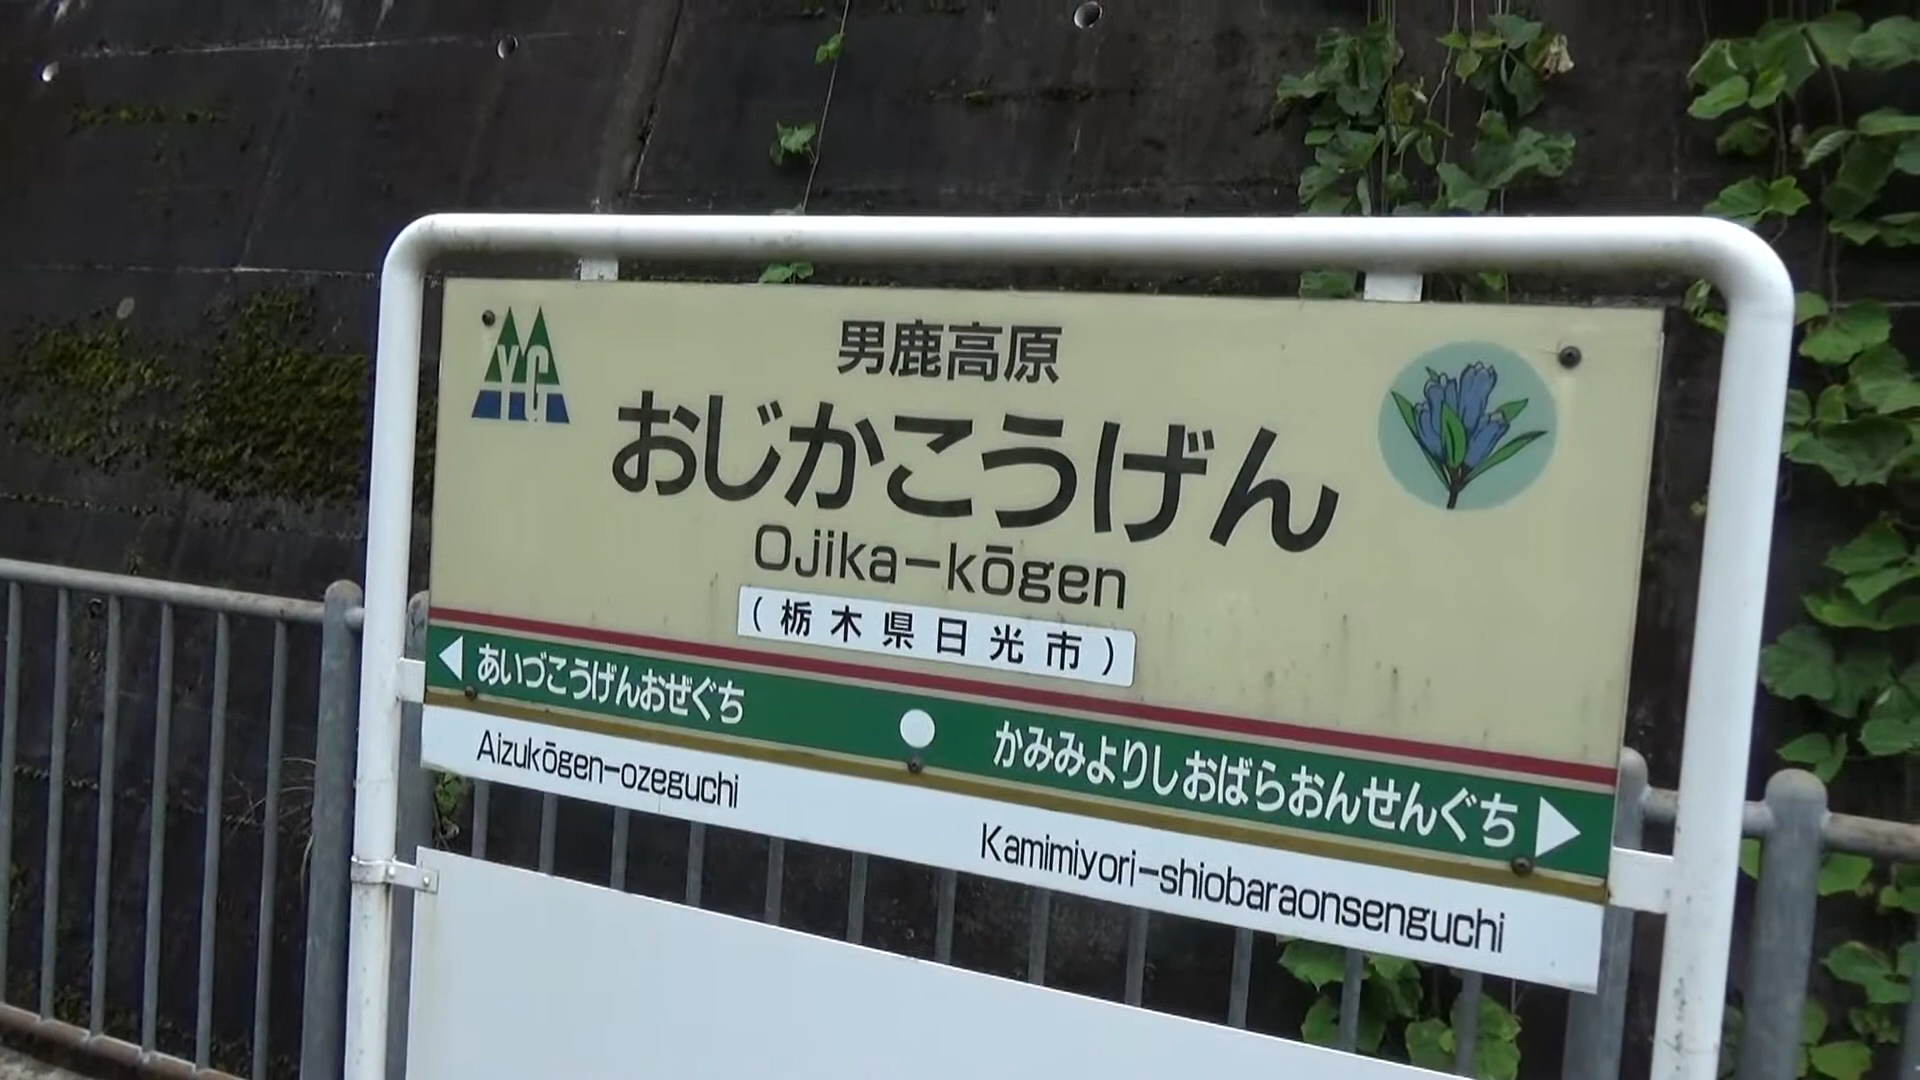 YG
男鹿高原
おじかこうげん
Ojika-kōgen
(栃木県日光市)
あいづこうげんおぜぐち
かみみよりしおばらおんせんぐち
Aizukōgen-ozeguchi
Kamimiyori-shiobaraonsenguchi